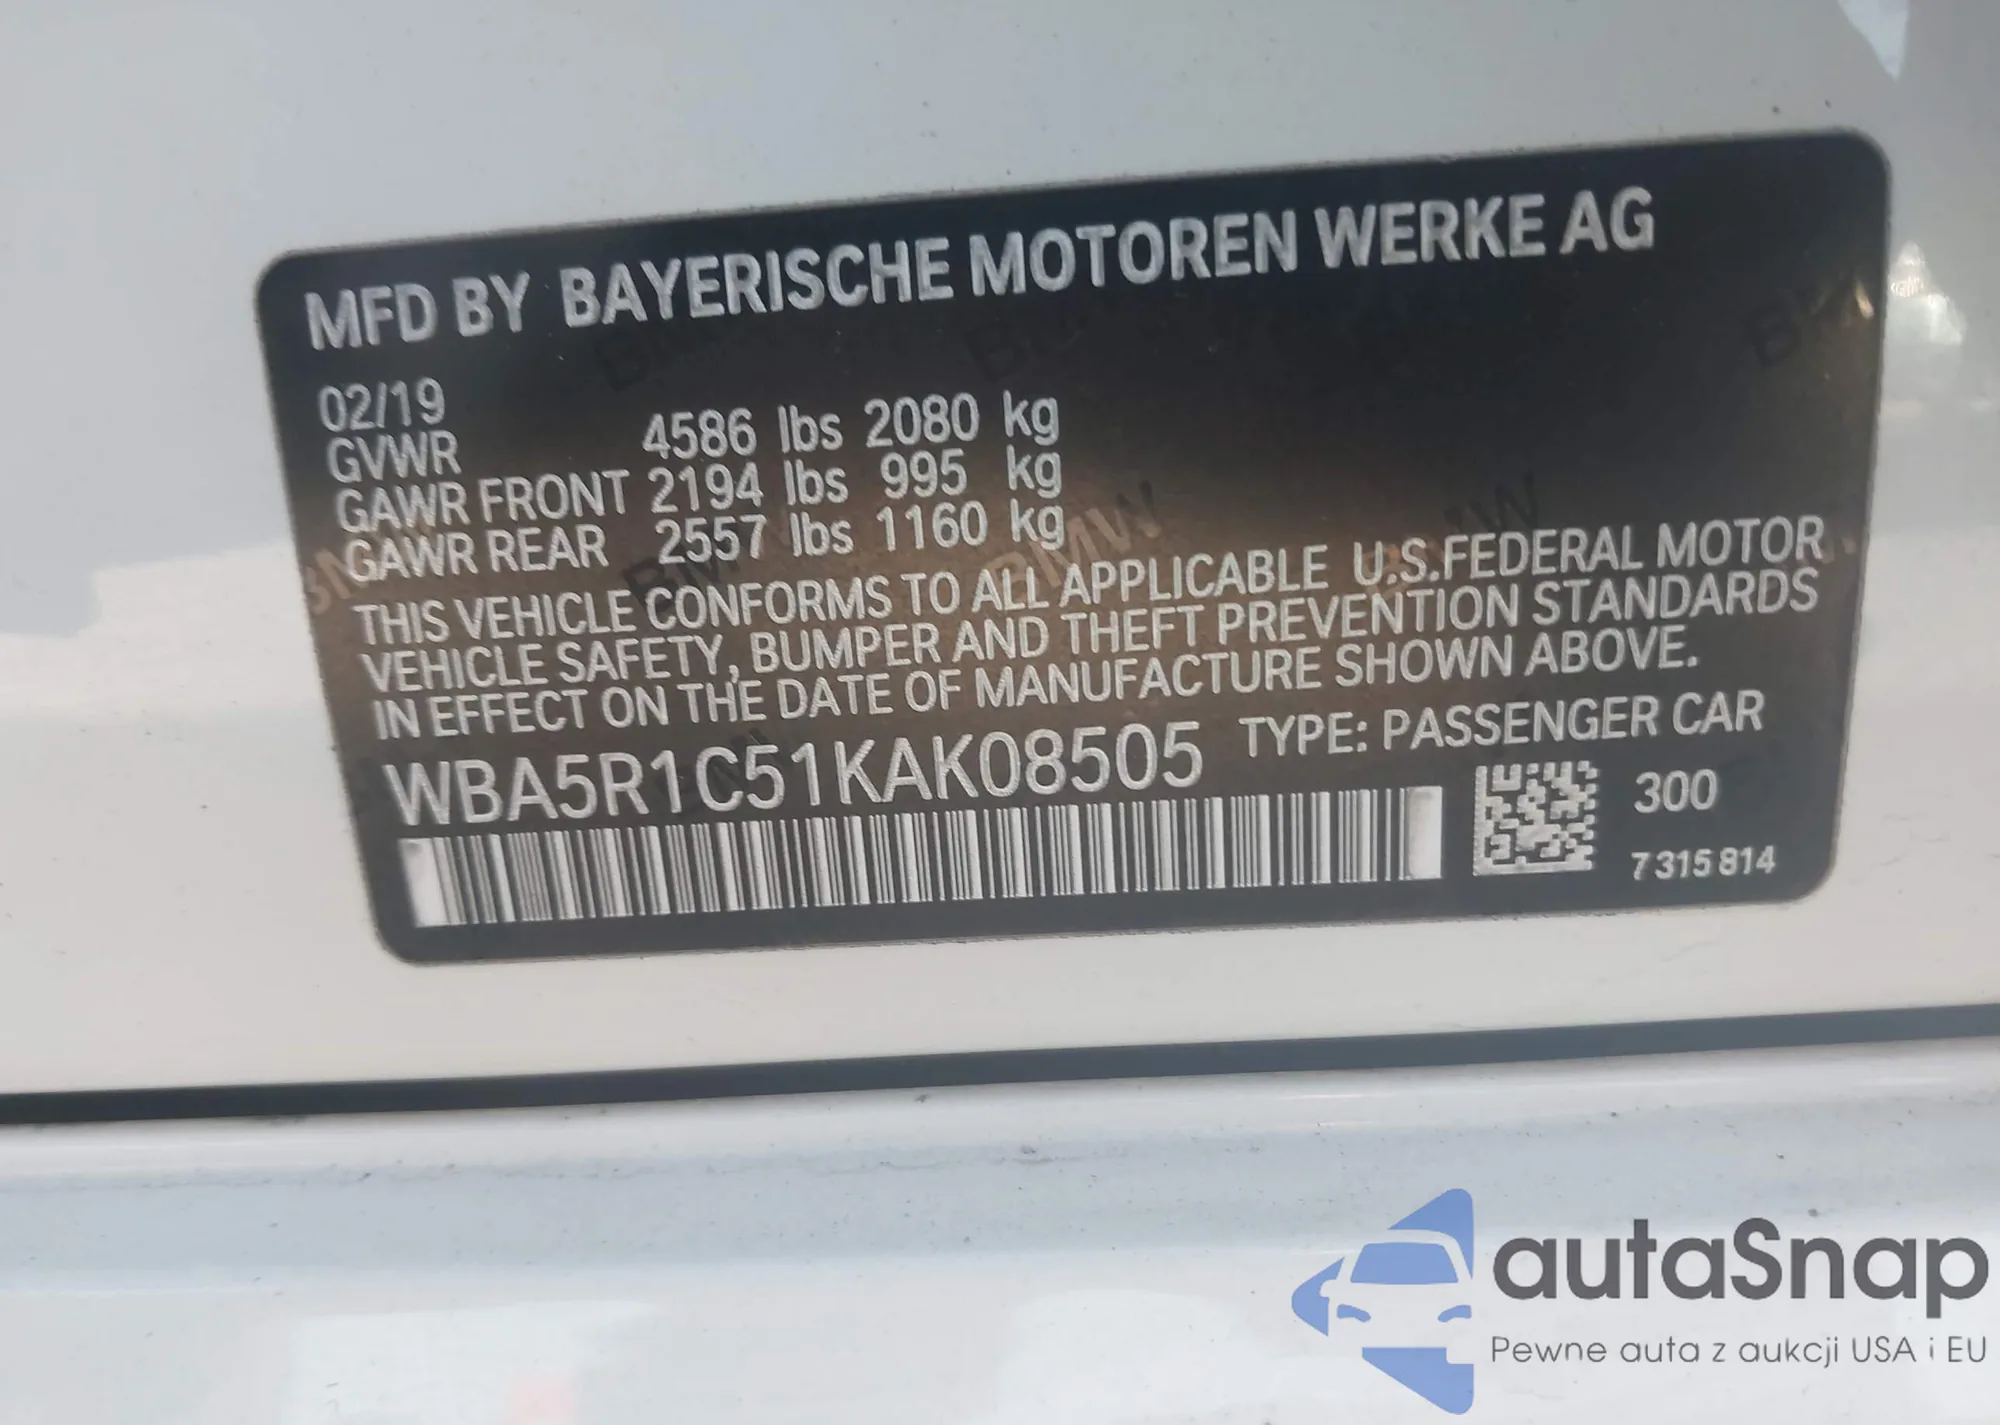 MFD BY BAYERISCHE MOTOREN WERKE AG
02/19
GVWR 4586 lbs 2080 kg
GAWR FRONT 2194 lbs 995 kg
GAWR REAR 2557 lbs 1160 kg
THIS VEHICLE CONFORMS TO ALL APPLICABLE U.S.FEDERAL MOTOR
VEHICLE SAFETY, BUMPER AND THEFT PREVENTION STANDARDS
IN EFFECT ON THE DATE OF MANUFACTURE SHOWN ABOVE.
WBA5R1C51KAK08505 TYPE: PASSENGER CAR
300
7315814
autaSnap
Pewne auta z aukcji USA i EU